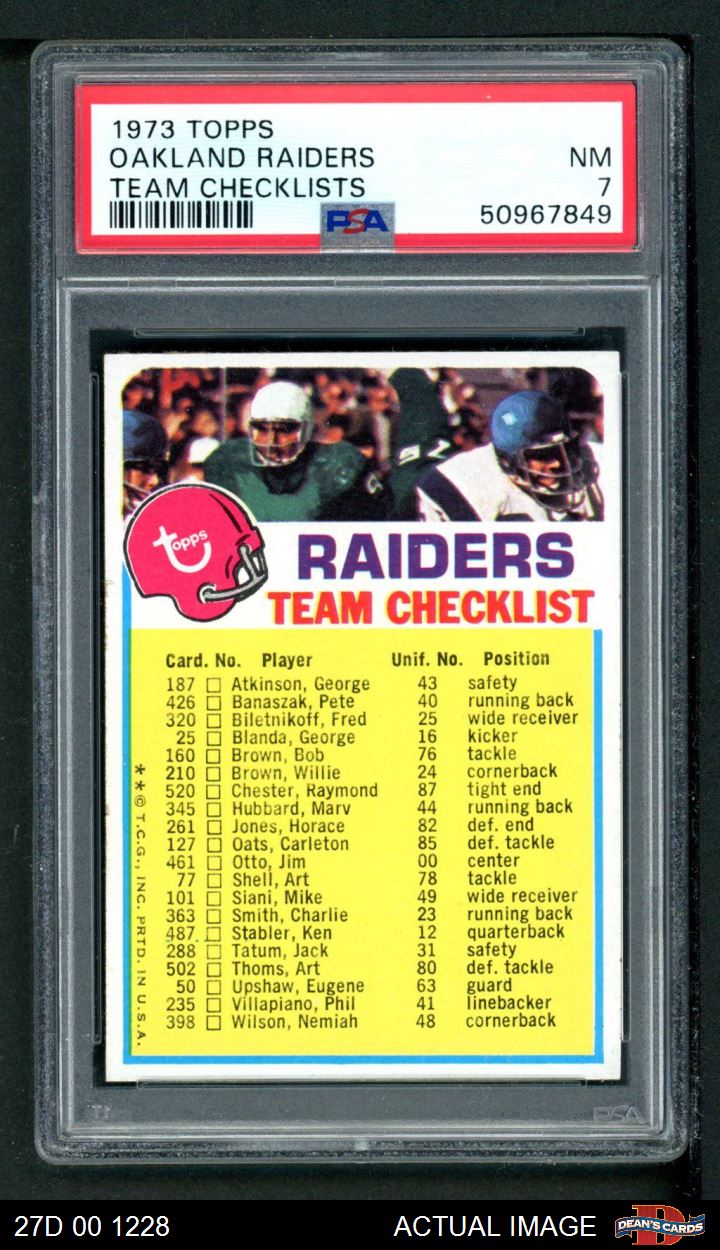 1973 TOPPS
OAKLAND RAIDERS NM
TEAM CHECKLISTS 7
PSA 50967849
topps
RAIDERS
TEAM CHECKLIST
Card. No. Player Unif. No. Position
187 Atkinson, George 43 safety
426 Banaszak, Pete 40 running back
320 Biletnikoff, Fred 25 wide receiver
25 Blanda, George 16 kicker
160 Brown, Bob 76 tackle
210 Brown, Willie 24 cornerback
520 Chester, Raymond 87 tight end
345 Hubbard, Marv 44 running back
261 Jones, Horace 82 def. end
127 Oats, Carleton 85 def. tackle
461 Otto, Jim 00 center
77 Shell, Art 78 tackle
101 Siani, Mike 49 wide receiver
363 Smith, Charlie 23 running back
487 Stabler, Ken 12 quarterback
288 Tatum, Jack 31 safety
502 Thoms, Art 80 def. tackle
50 Upshaw, Eugene 63 guard
235 Villapiano, Phil 41 linebacker
398 Wilson, Nemiah 48 cornerback
**© T.C.G., INC. PRTD. IN U.S.A.
PSA
27D 00 1228 ACTUAL IMAGE DEAN'S CARDS